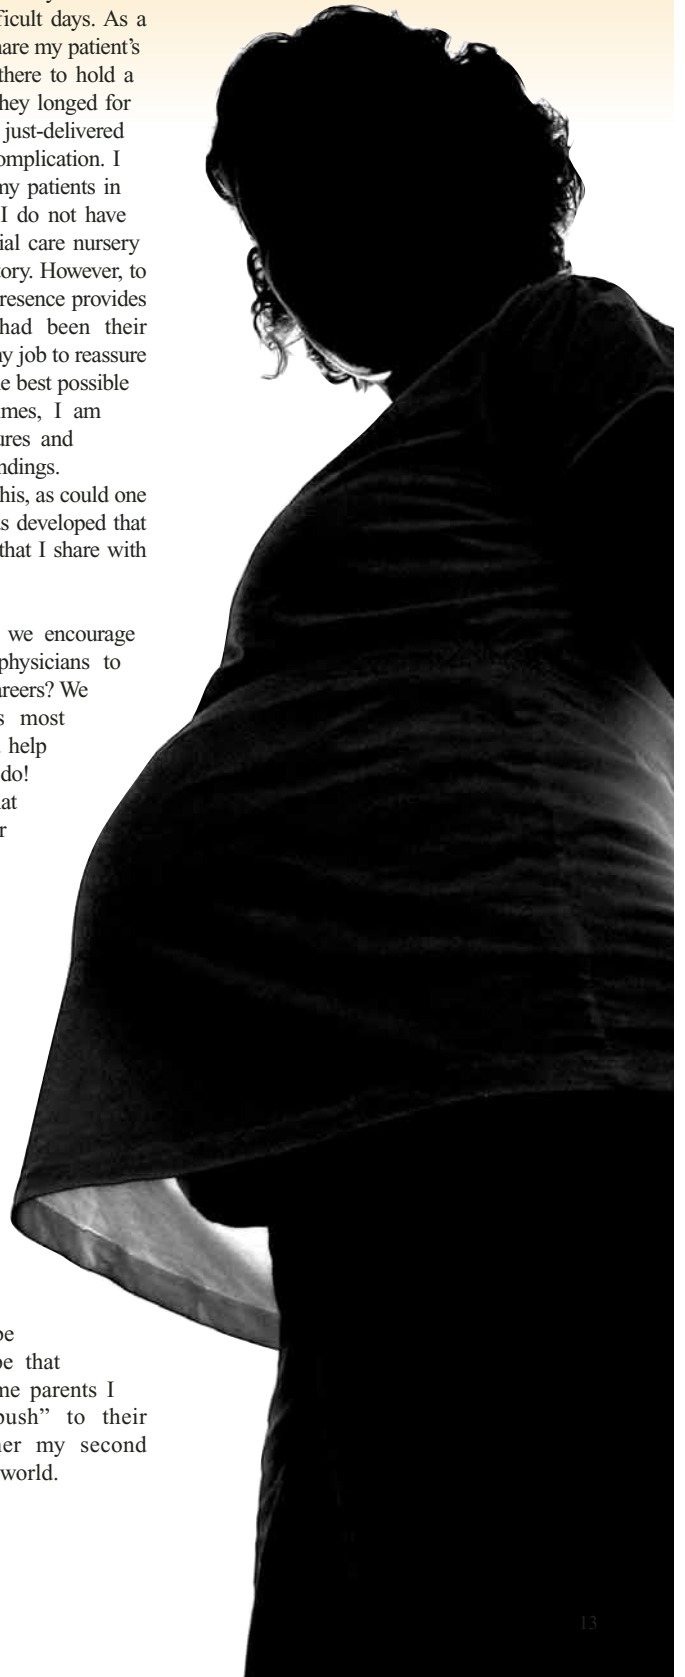 ficult days. As a
hare my patient’s
there to hold a
hey longed for
just-delivered
omplication. I
my patients in
I do not have
ial care nursery
tory. However, to
resence provides
had been their
ny job to reassure
e best possible
mes, I am
ures and
ndings.
his, as could one
s developed that
that I share with
we encourage
physicians to
areers? We
s most
help
do!
at
r
be
pe that
me parents I
push” to their
her my second
world.
13